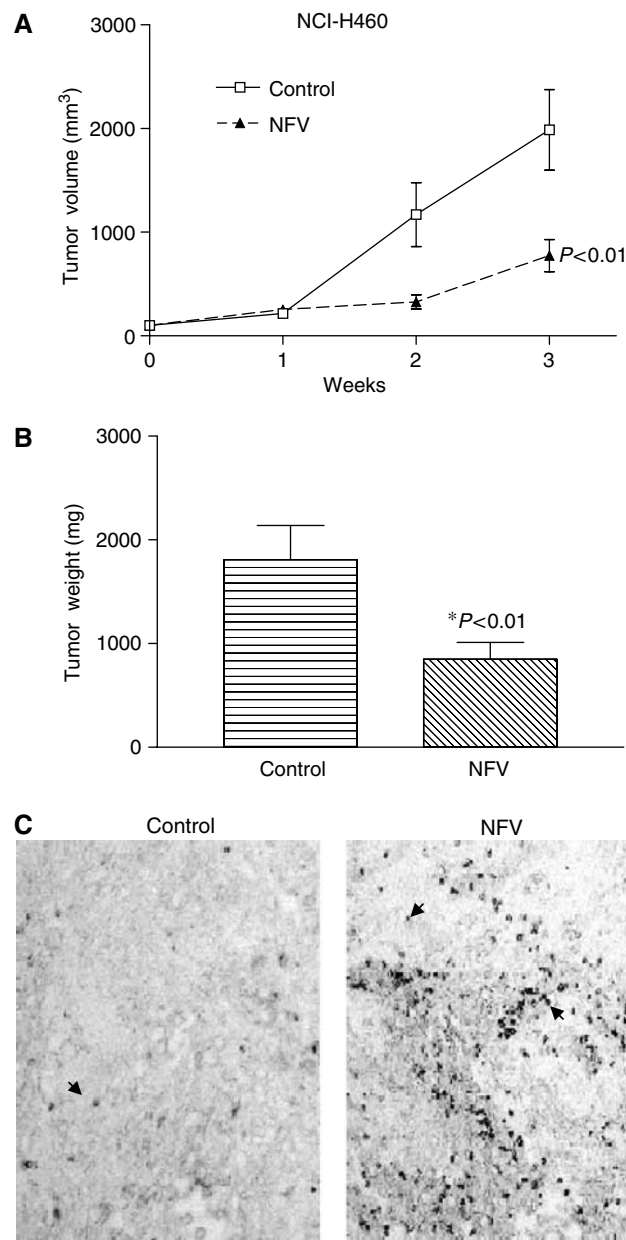 A
NCI-H460
Tumor volume (mm³)
3000
2000
1000
0
Control
NFV
P<0.01
0 1 2 3
Weeks
B
Tumor weight (mg)
3000
2000
1000
0
*P<0.01
Control NFV
C
Control NFV